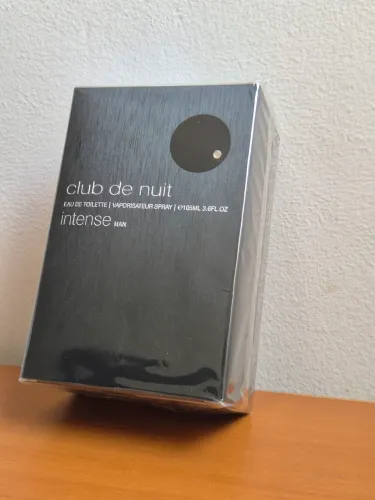 club de nuit
EAU DE TOILETTE | VAPORISATEUR SPRAY | ℮105ML 3.6FL.OZ
intense MAN